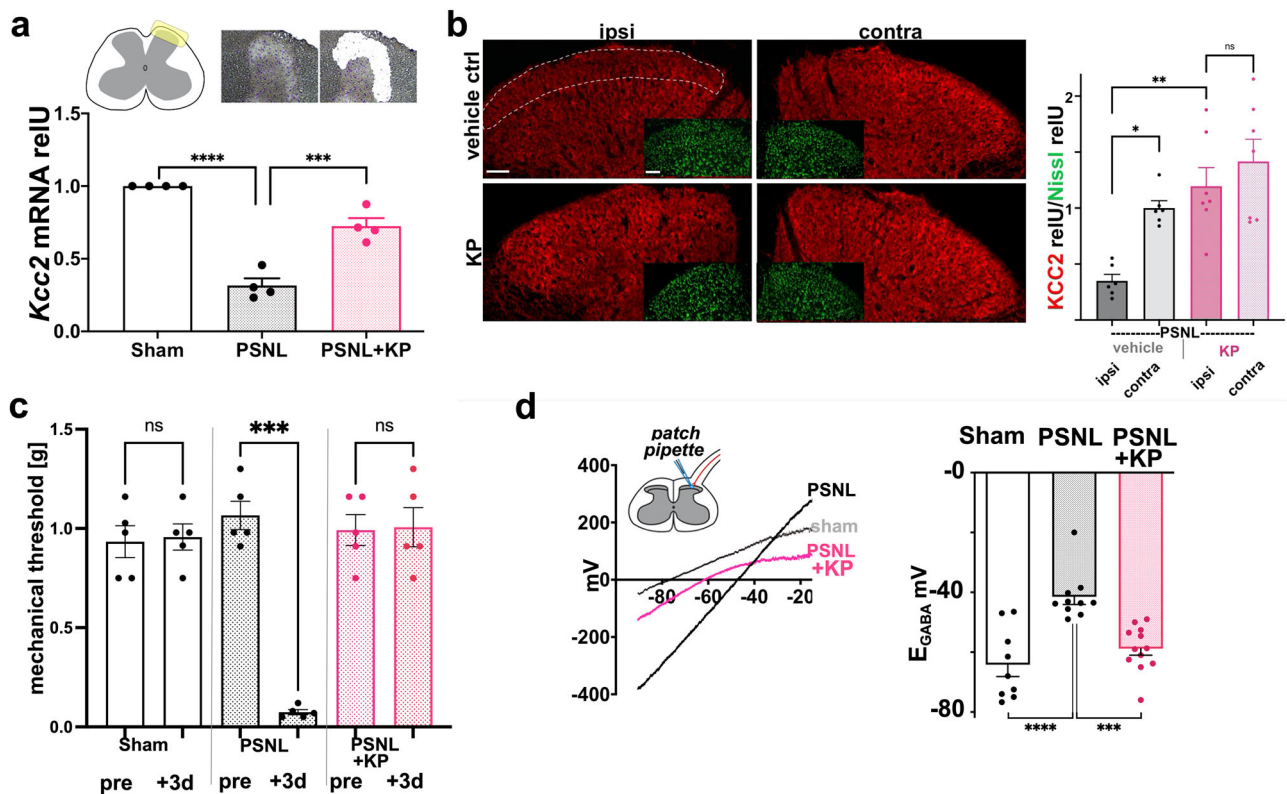 a
0
Kcc2 mRNA relU
1.5
1.0
0.5
0.0
****
***
Sham
PSNL
PSNL+KP
b
ipsi
contra
vehicle ctrl
KP
KCC2 relU/Nissl relU
2
1
0
*
**
ns
-----------PSNL-----------
vehicle
KP
ipsi
contra
ipsi
contra
c
mechanical threshold [g]
1.5
1.0
0.5
0.0
ns
***
ns
Sham
PSNL
PSNL
+KP
pre
+3d
pre
+3d
pre
+3d
d
patch
pipette
mV
400
200
0
-200
-400
-80
-60
-40
-20
PSNL
sham
PSNL
+KP
Sham
PSNL
PSNL
+KP
EGABA mV
-0
-40
-60
-80
****
***